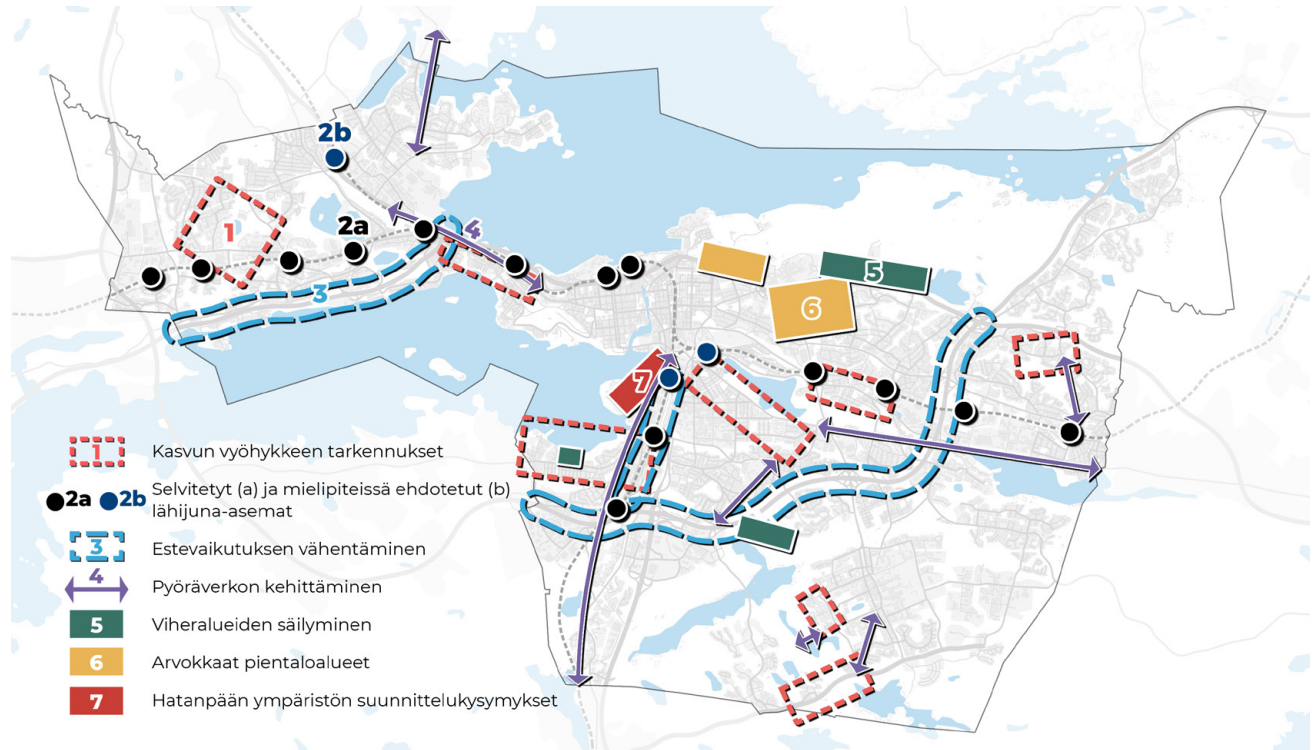 2b
1
2a
4
3
5
6
7
1 Kasvun vyöhykkeen tarkennukset
2a 2b Selvitetyt (a) ja mielipiteissä ehdotetut (b)
lähijuna-asemat
3 Estevaikutuksen vähentäminen
4 Pyöräverkon kehittäminen
5 Viheralueiden säilyminen
6 Arvokkaat pientaloalueet
7 Hatanpään ympäristön suunnittelukysymykset